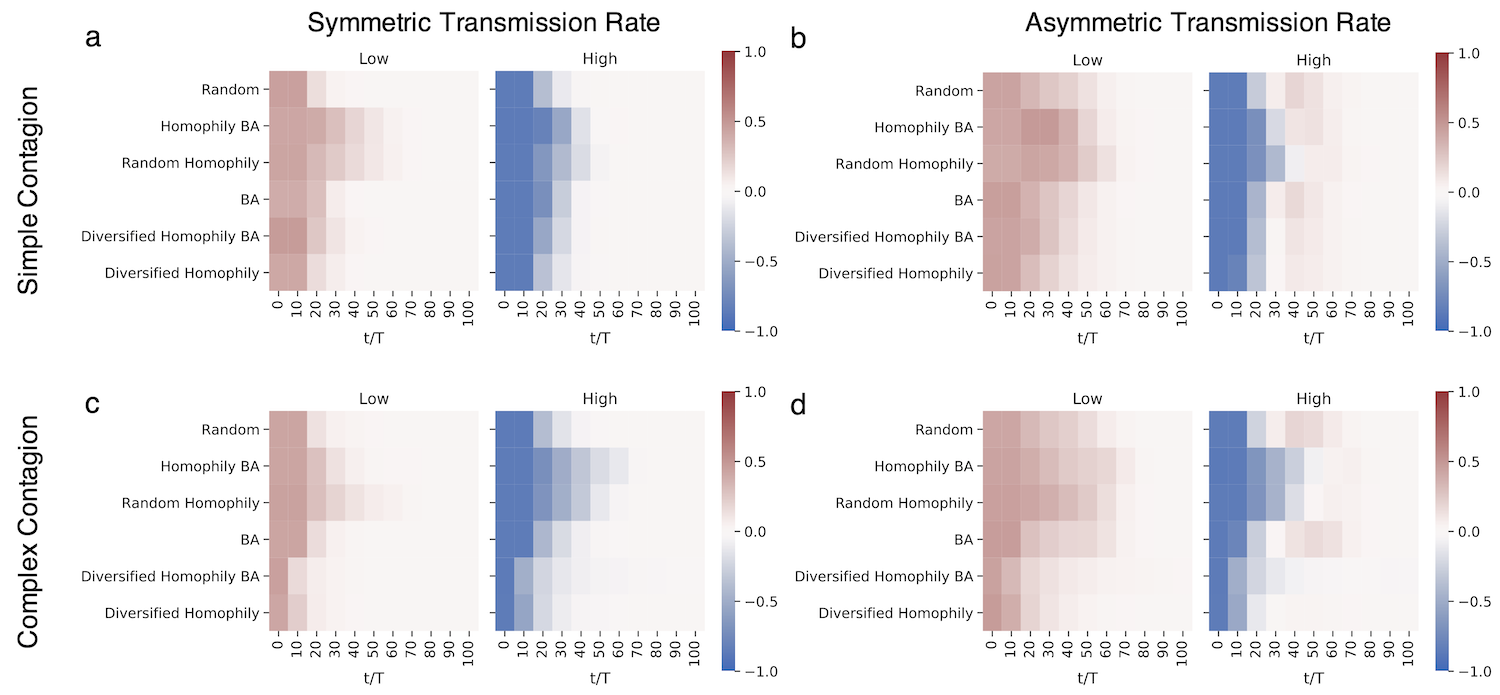 Symmetric Transmission Rate
Asymmetric Transmission Rate
Simple Contagion
a
Low
High
Random
Homophily BA
Random Homophily
BA
Diversified Homophily BA
Diversified Homophily
0 10 20 30 40 50 60 70 80 90 100
t/T
0 10 20 30 40 50 60 70 80 90 100
t/T
1.0
0.5
0.0
−0.5
−1.0
b
Low
High
Random
Homophily BA
Random Homophily
BA
Diversified Homophily BA
Diversified Homophily
0 10 20 30 40 50 60 70 80 90 100
t/T
0 10 20 30 40 50 60 70 80 90 100
t/T
1.0
0.5
0.0
−0.5
−1.0
Complex Contagion
c
Low
High
Random
Homophily BA
Random Homophily
BA
Diversified Homophily BA
Diversified Homophily
0 10 20 30 40 50 60 70 80 90 100
t/T
0 10 20 30 40 50 60 70 80 90 100
t/T
1.0
0.5
0.0
−0.5
−1.0
d
Low
High
Random
Homophily BA
Random Homophily
BA
Diversified Homophily BA
Diversified Homophily
0 10 20 30 40 50 60 70 80 90 100
t/T
0 10 20 30 40 50 60 70 80 90 100
t/T
1.0
0.5
0.0
−0.5
−1.0